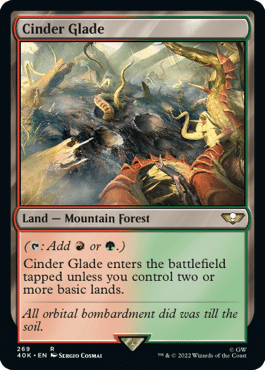 Cinder Glade
Land — Mountain Forest
(: Add or .)
Cinder Glade enters the battlefield
tapped unless you control two or
more basic lands.
All orbital bombardment did was till the
soil.
269 R
40K • EN SERGIO COSMAI
© GW
™ & © 2022 Wizards of the Coast